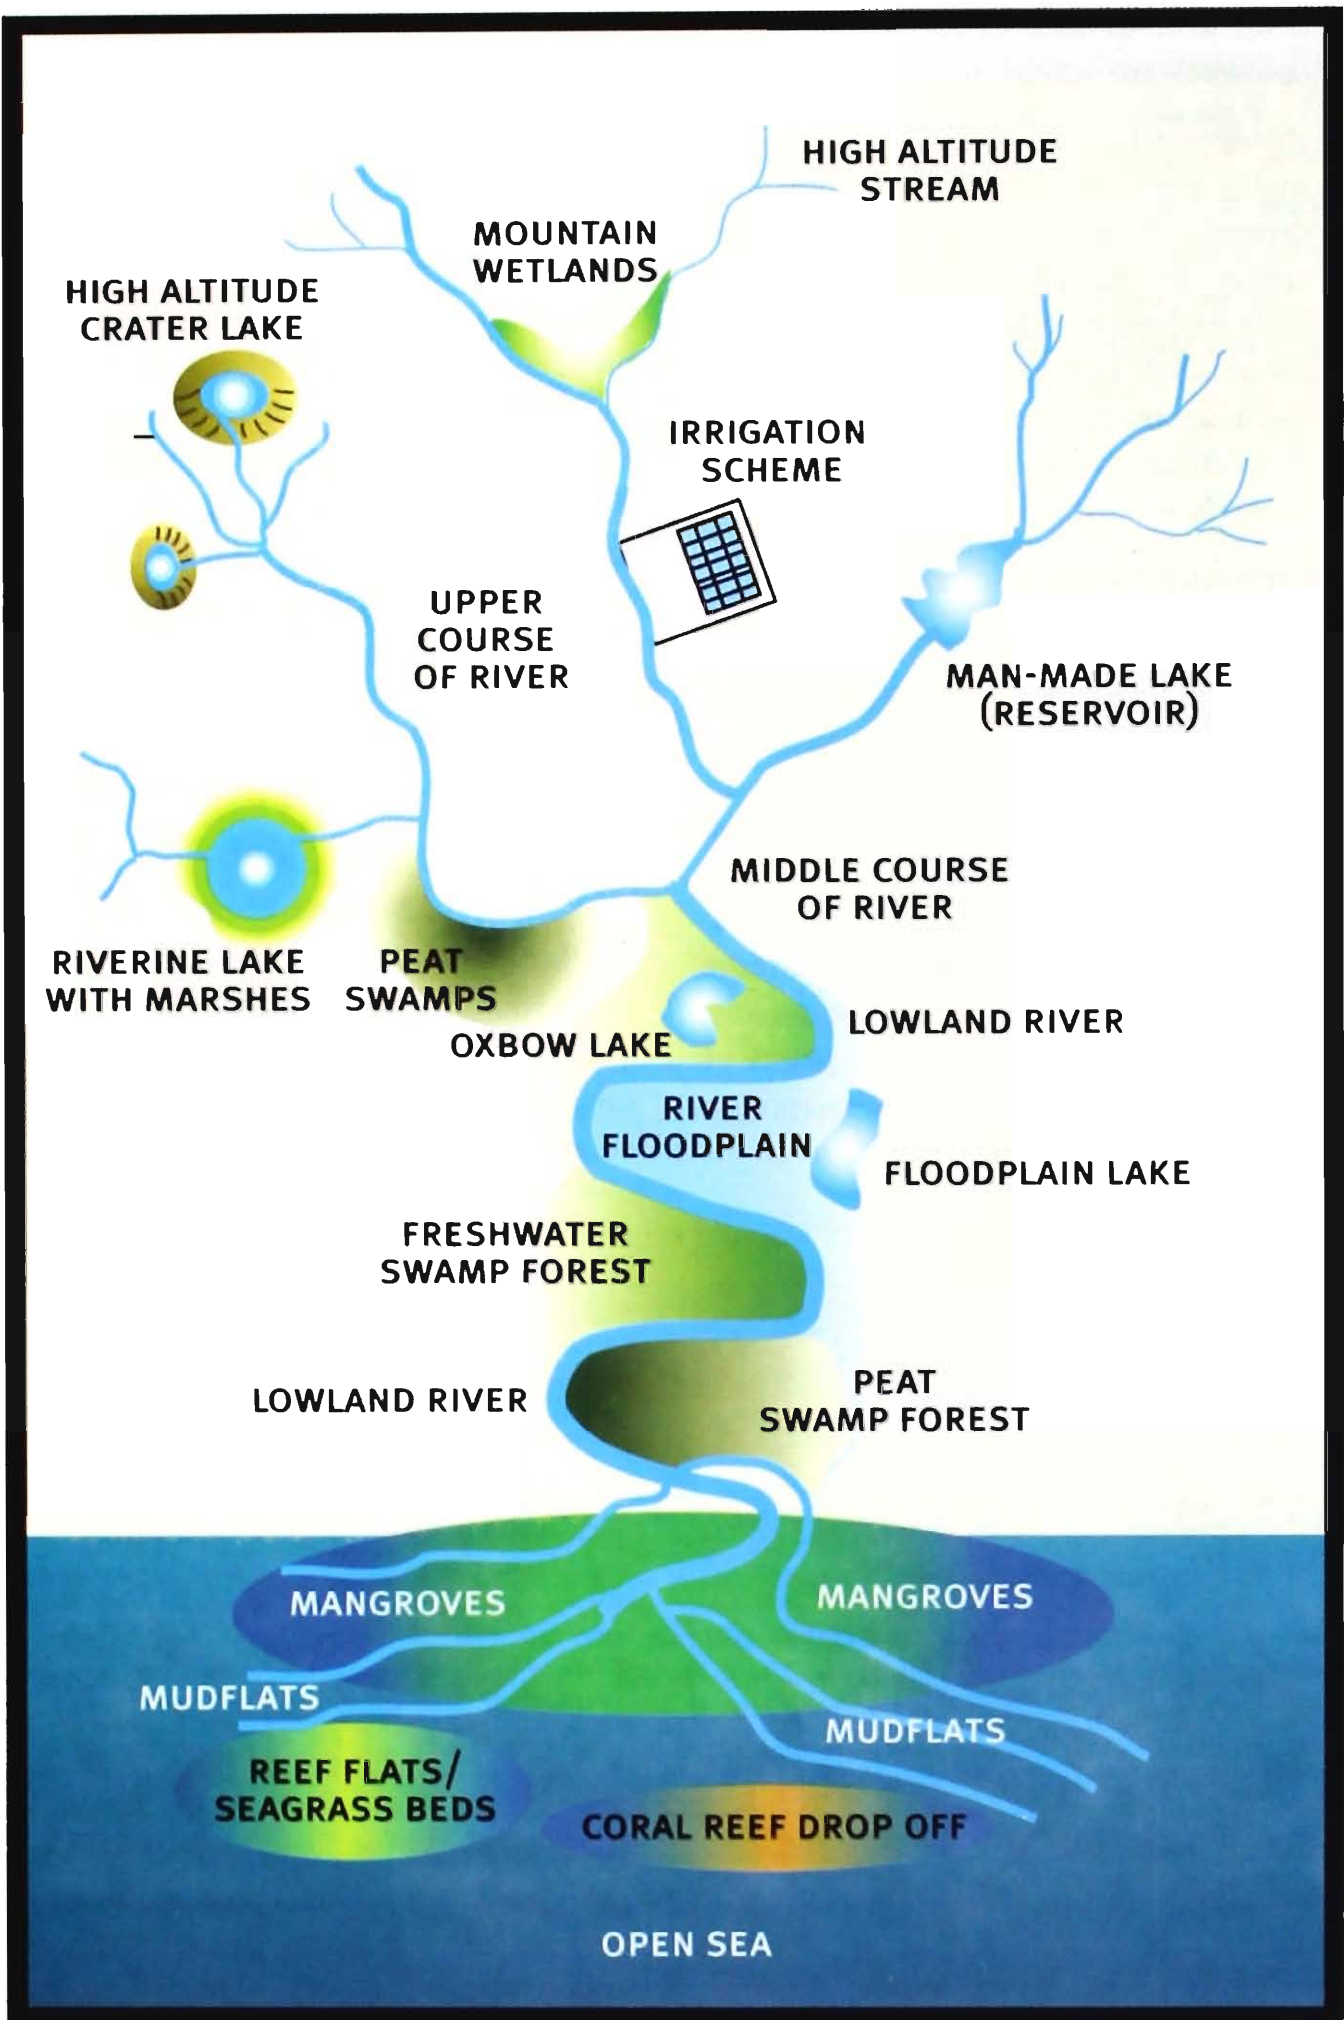 HIGH ALTITUDE
STREAM
MOUNTAIN
WETLANDS
HIGH ALTITUDE
CRATER LAKE
IRRIGATION
SCHEME
UPPER
COURSE
OF RIVER
MAN-MADE LAKE
(RESERVOIR)
MIDDLE COURSE
OF RIVER
RIVERINE LAKE
WITH MARSHES
PEAT
SWAMPS
OXBOW LAKE
LOWLAND RIVER
RIVER
FLOODPLAIN
FLOODPLAIN LAKE
FRESHWATER
SWAMP FOREST
LOWLAND RIVER
PEAT
SWAMP FOREST
MANGROVES
MANGROVES
MUDFLATS
MUDFLATS
REEF FLATS/
SEAGRASS BEDS
CORAL REEF DROP OFF
OPEN SEA